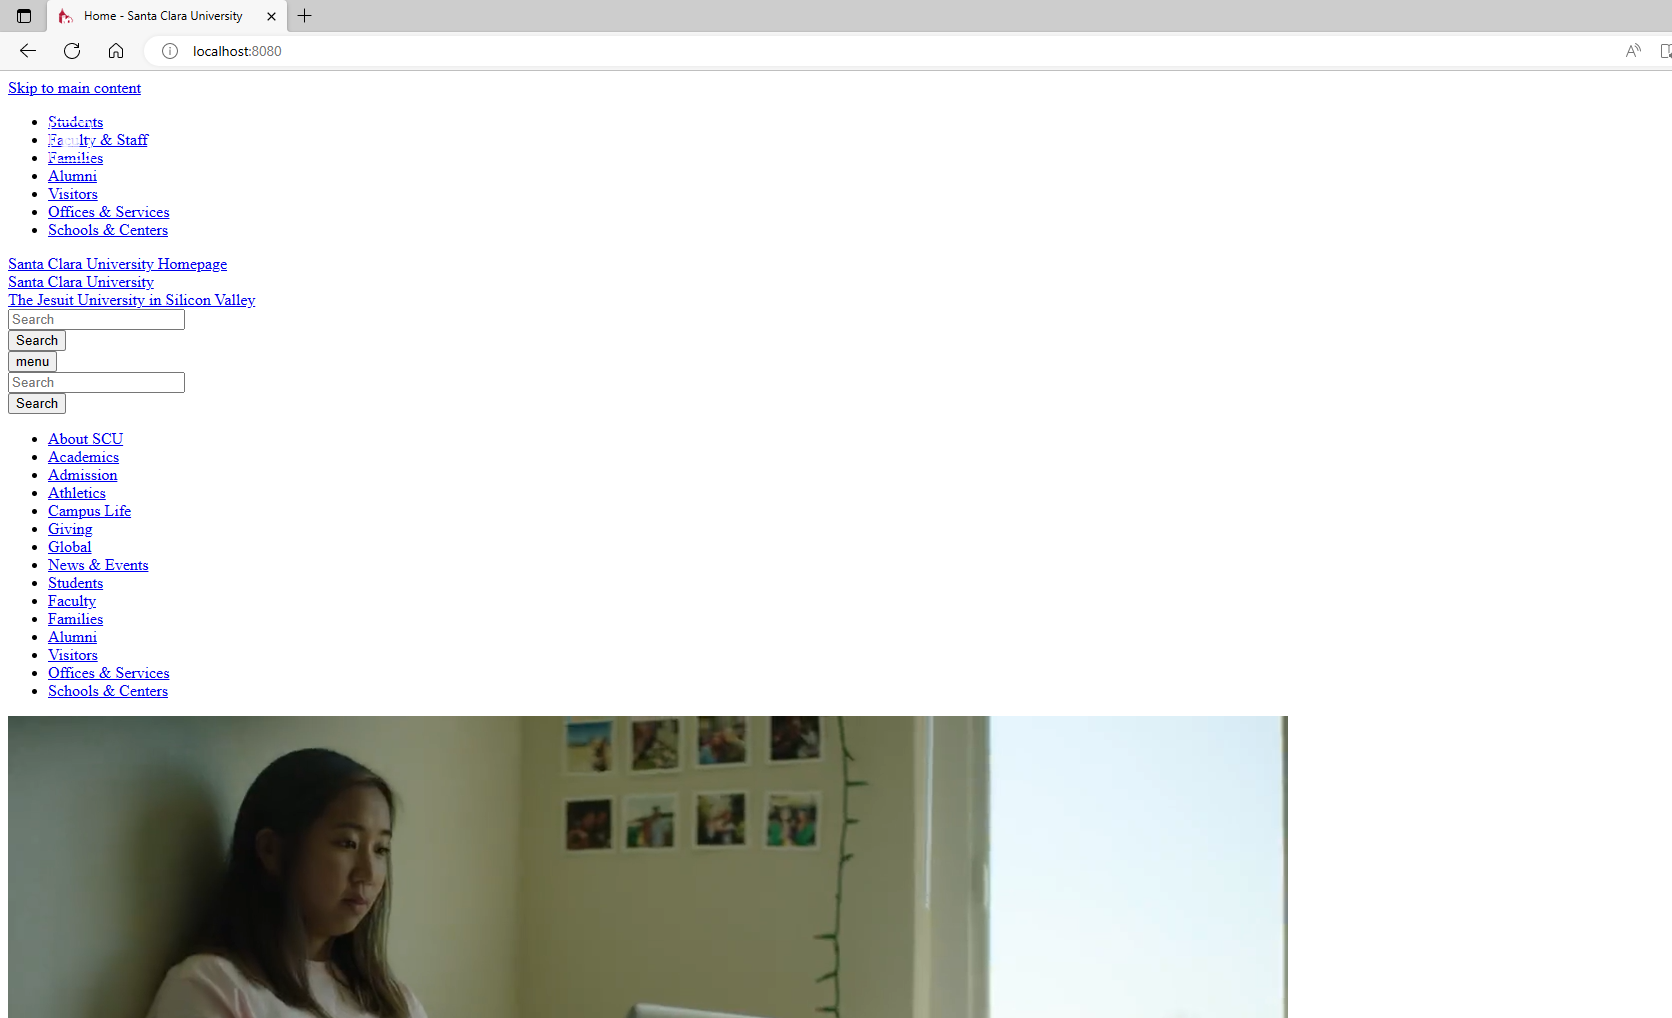 Home - Santa Clara University
localhost:8080
Skip to main content
Students
Faculty & Staff
Families
Alumni
Visitors
Offices & Services
Schools & Centers
Santa Clara University Homepage
Santa Clara University
The Jesuit University in Silicon Valley
Search
Search
menu
Search
Search
About SCU
Academics
Admission
Athletics
Campus Life
Giving
Global
News & Events
Students
Faculty
Families
Alumni
Visitors
Offices & Services
Schools & Centers